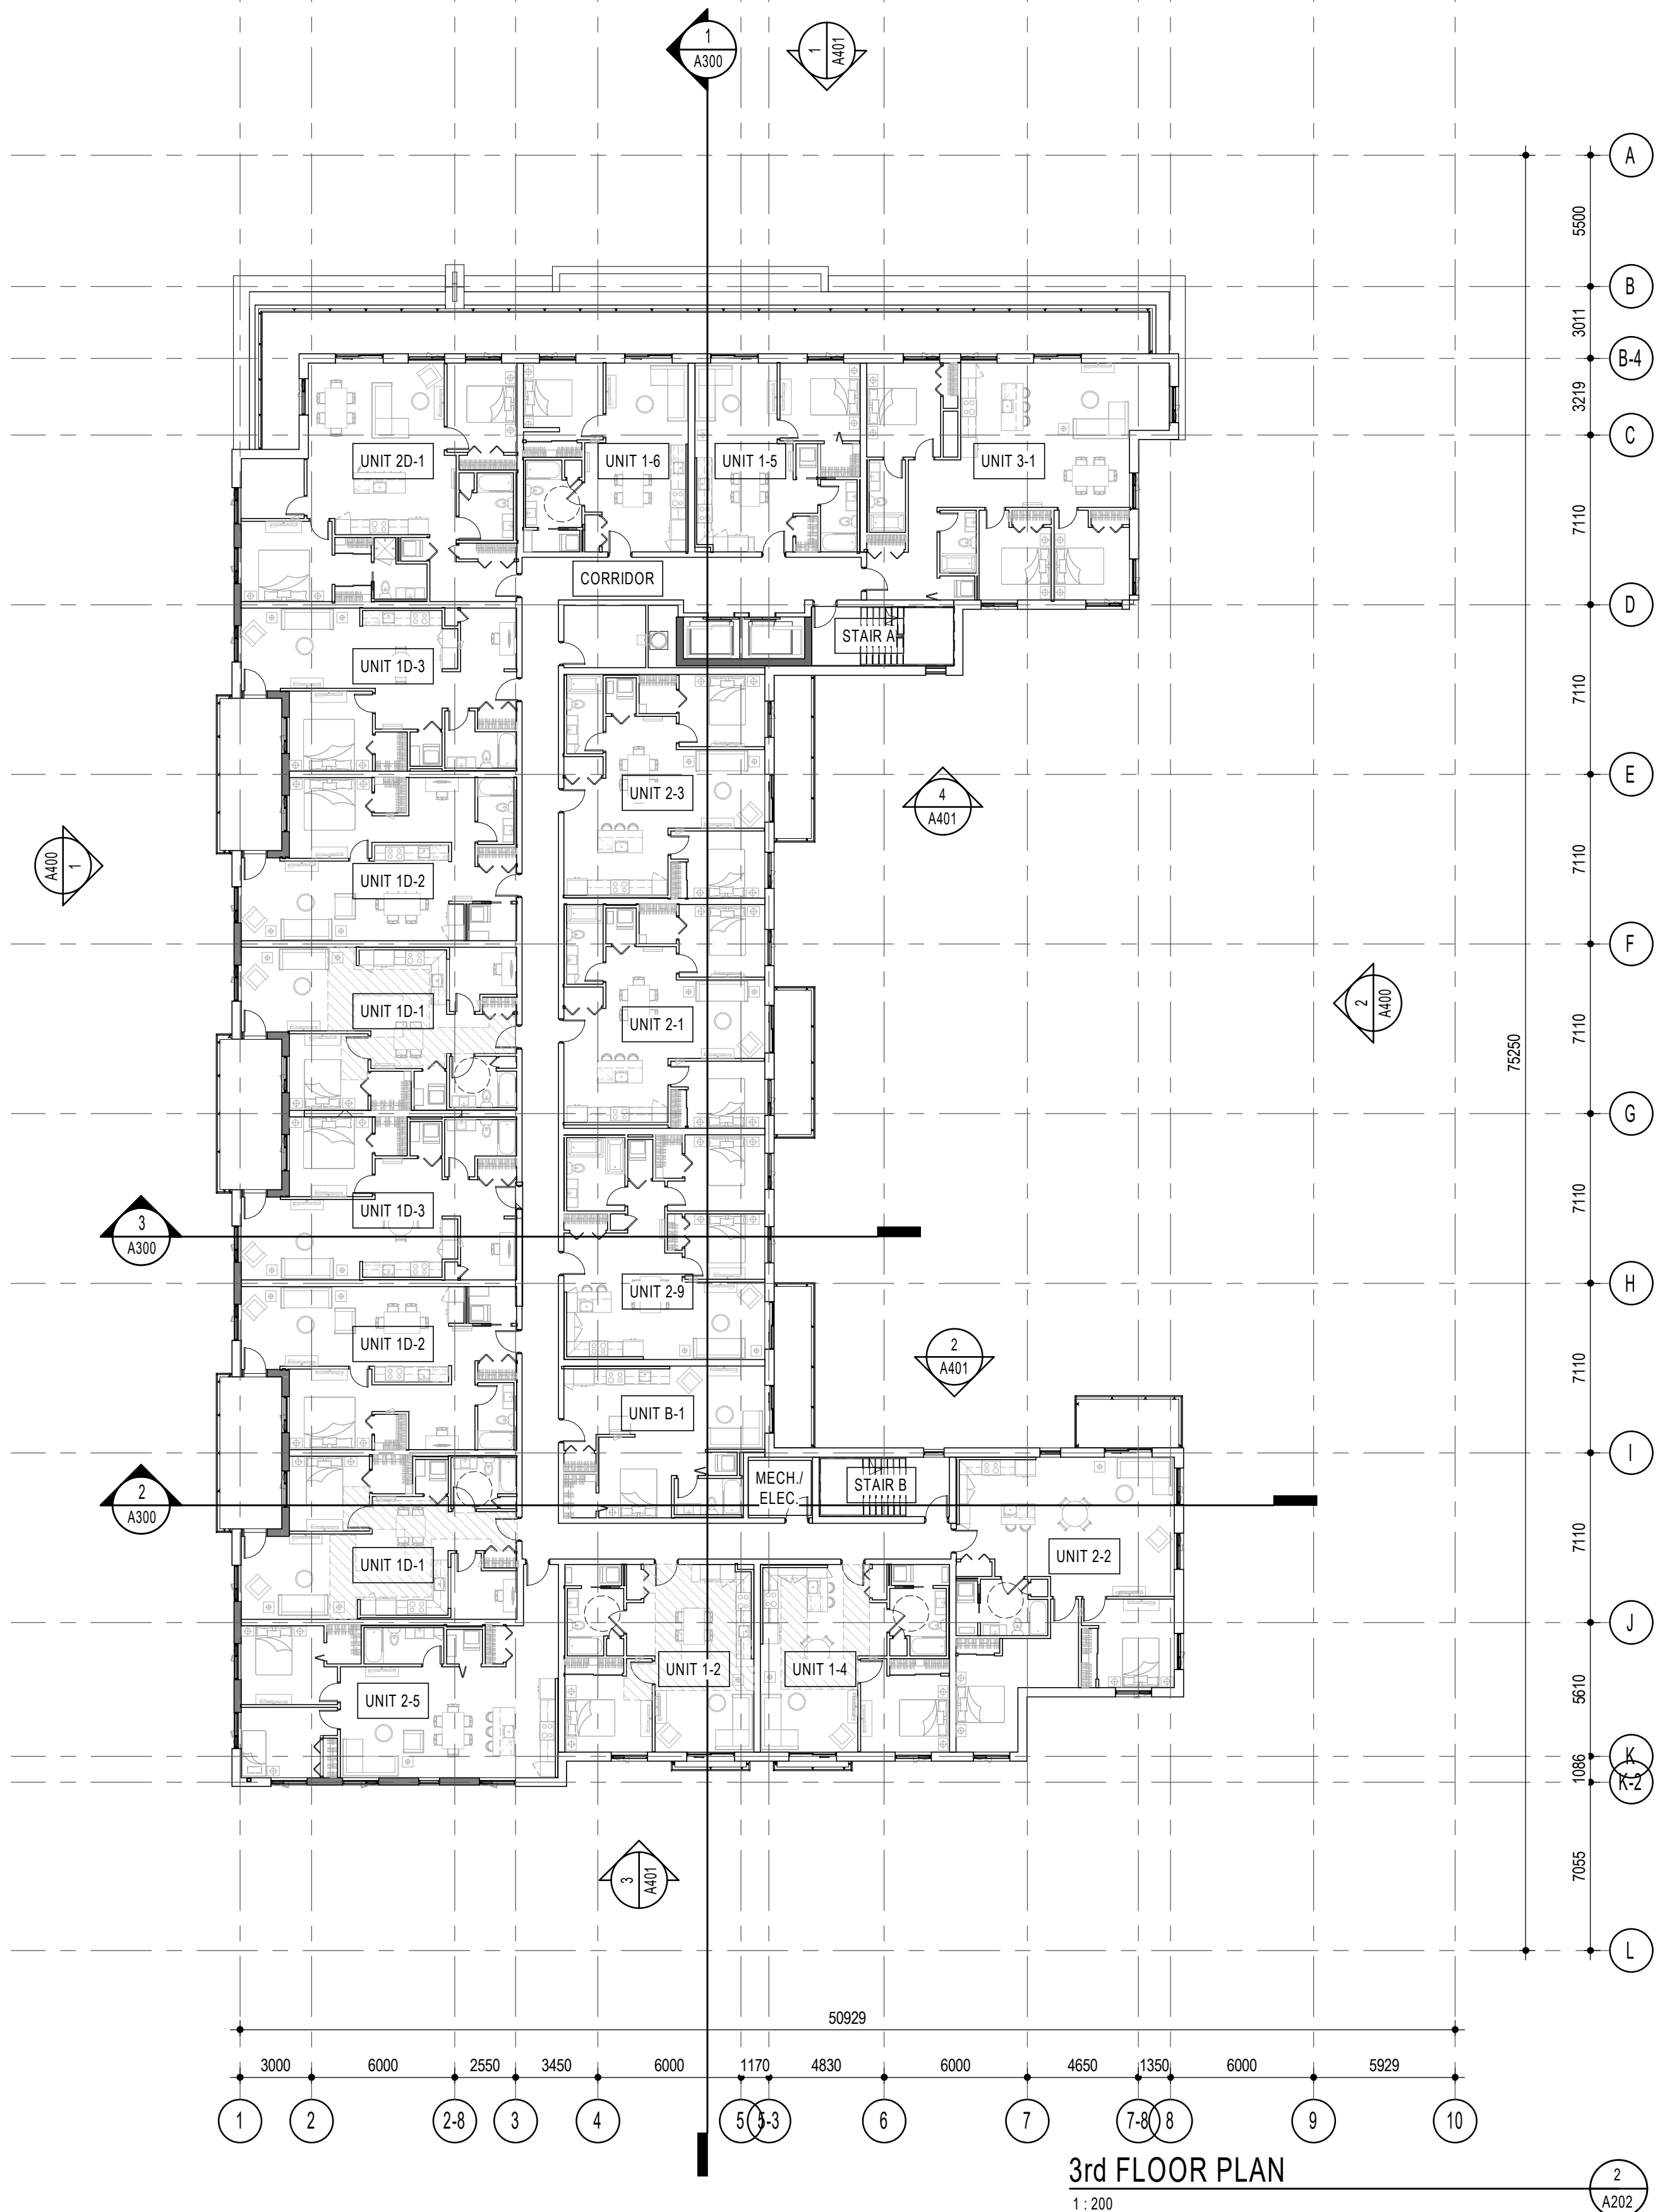 1
A300
1
A401
A
5500
B
3011
B-4
3219
C
UNIT 2D-1
UNIT 1-6
UNIT 1-5
UNIT 3-1
7110
CORRIDOR
D
STAIR A
UNIT 1D-3
7110
E
UNIT 2-3
4
A401
1
A400
UNIT 1D-2
7110
F
UNIT 1D-1
UNIT 2-1
2
A400
7110
75250
G
UNIT 1D-3
3
A300
7110
H
UNIT 2-9
UNIT 1D-2
2
A401
7110
UNIT B-1
I
MECH./
ELEC.
STAIR B
2
A300
UNIT 1D-1
UNIT 2-2
7110
J
UNIT 1-2
UNIT 1-4
UNIT 2-5
5610
K
1086
K-2
3
A401
7055
L
50929
3000
6000
2550
3450
6000
1170
4830
6000
4650
1350
6000
5929
1
2
2-8
3
4
5
5-3
6
7
7-8
8
9
10
3rd FLOOR PLAN
1 : 200
2
A202